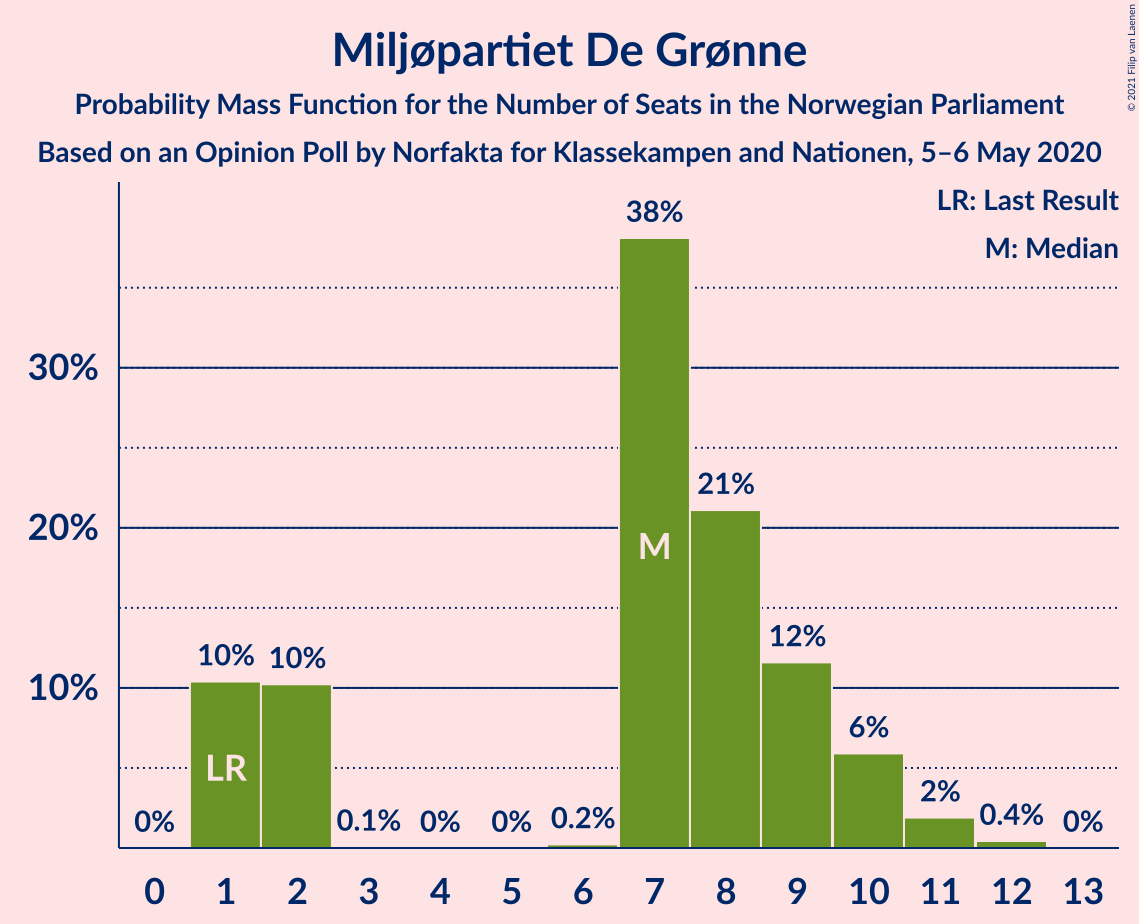 Miljøpartiet De Grønne
Probability Mass Function for the Number of Seats in the Norwegian Parliament
Based on an Opinion Poll by Norfakta for Klassekampen and Nationen, 5–6 May 2020
© 2021 Filip van Laenen
LR: Last Result
M: Median
30%
20%
10%
0%
10%
10%
0.1%
0%
0%
0.2%
38%
21%
12%
6%
2%
0.4%
0%
LR
M
0 1 2 3 4 5 6 7 8 9 10 11 12 13